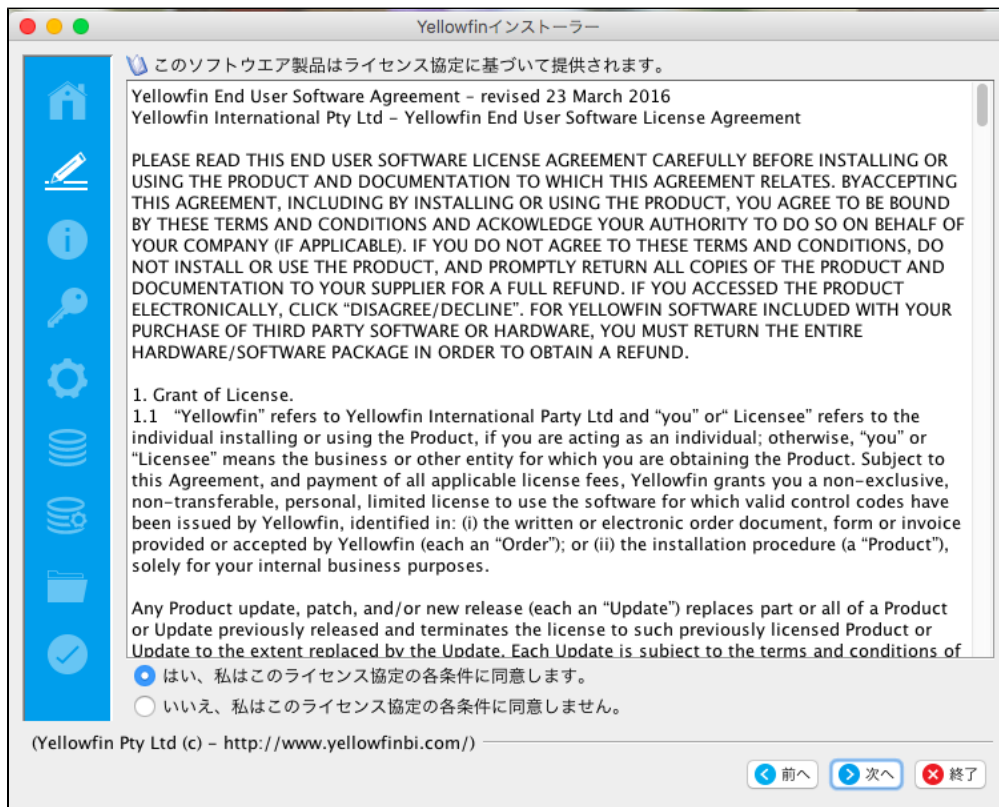 Yellowfinインストーラー
このソフトウエア製品はライセンス協定に基づいて提供されます。
Yellowfin End User Software Agreement – revised 23 March 2016
Yellowfin International Pty Ltd – Yellowfin End User Software License Agreement
PLEASE READ THIS END USER SOFTWARE LICENSE AGREEMENT CAREFULLY BEFORE INSTALLING OR
USING THE PRODUCT AND DOCUMENTATION TO WHICH THIS AGREEMENT RELATES. BYACCEPTING
THIS AGREEMENT, INCLUDING BY INSTALLING OR USING THE PRODUCT, YOU AGREE TO BE BOUND
BY THESE TERMS AND CONDITIONS AND ACKOWLEDGE YOUR AUTHORITY TO DO SO ON BEHALF OF
YOUR COMPANY (IF APPLICABLE). IF YOU DO NOT AGREE TO THESE TERMS AND CONDITIONS, DO
NOT INSTALL OR USE THE PRODUCT, AND PROMPTLY RETURN ALL COPIES OF THE PRODUCT AND
DOCUMENTATION TO YOUR SUPPLIER FOR A FULL REFUND. IF YOU ACCESSED THE PRODUCT
ELECTRONICALLY, CLICK “DISAGREE/DECLINE”. FOR YELLOWFIN SOFTWARE INCLUDED WITH YOUR
PURCHASE OF THIRD PARTY SOFTWARE OR HARDWARE, YOU MUST RETURN THE ENTIRE
HARDWARE/SOFTWARE PACKAGE IN ORDER TO OBTAIN A REFUND.
1. Grant of License.
1.1 “Yellowfin” refers to Yellowfin International Party Ltd and “you” or“ Licensee” refers to the
individual installing or using the Product, if you are acting as an individual; otherwise, “you” or
“Licensee” means the business or other entity for which you are obtaining the Product. Subject to
this Agreement, and payment of all applicable license fees, Yellowfin grants you a non-exclusive,
non-transferable, personal, limited license to use the software for which valid control codes have
been issued by Yellowfin, identified in: (i) the written or electronic order document, form or invoice
provided or accepted by Yellowfin (each an “Order”); or (ii) the installation procedure (a “Product”),
solely for your internal business purposes.
Any Product update, patch, and/or new release (each an “Update”) replaces part or all of a Product
or Update previously released and terminates the license to such previously licensed Product or
Update to the extent replaced by the Update. Each Update is subject to the terms and conditions of
はい、私はこのライセンス協定の各条件に同意します。
いいえ、私はこのライセンス協定の各条件に同意しません。
(Yellowfin Pty Ltd (c) – http://www.yellowfinbi.com/)
前へ 次へ 終了